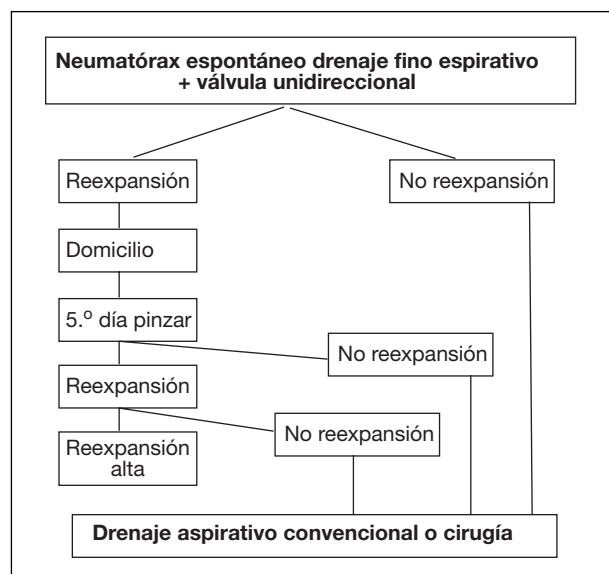 Neumatórax espontáneo drenaje fino espirativo
+ válvula unidireccional
Reexpansión
No reexpansión
Domicilio
5.º día pinzar
No reexpansión
Reexpansión
No reexpansión
Reexpansión
alta
Drenaje aspirativo convencional o cirugía